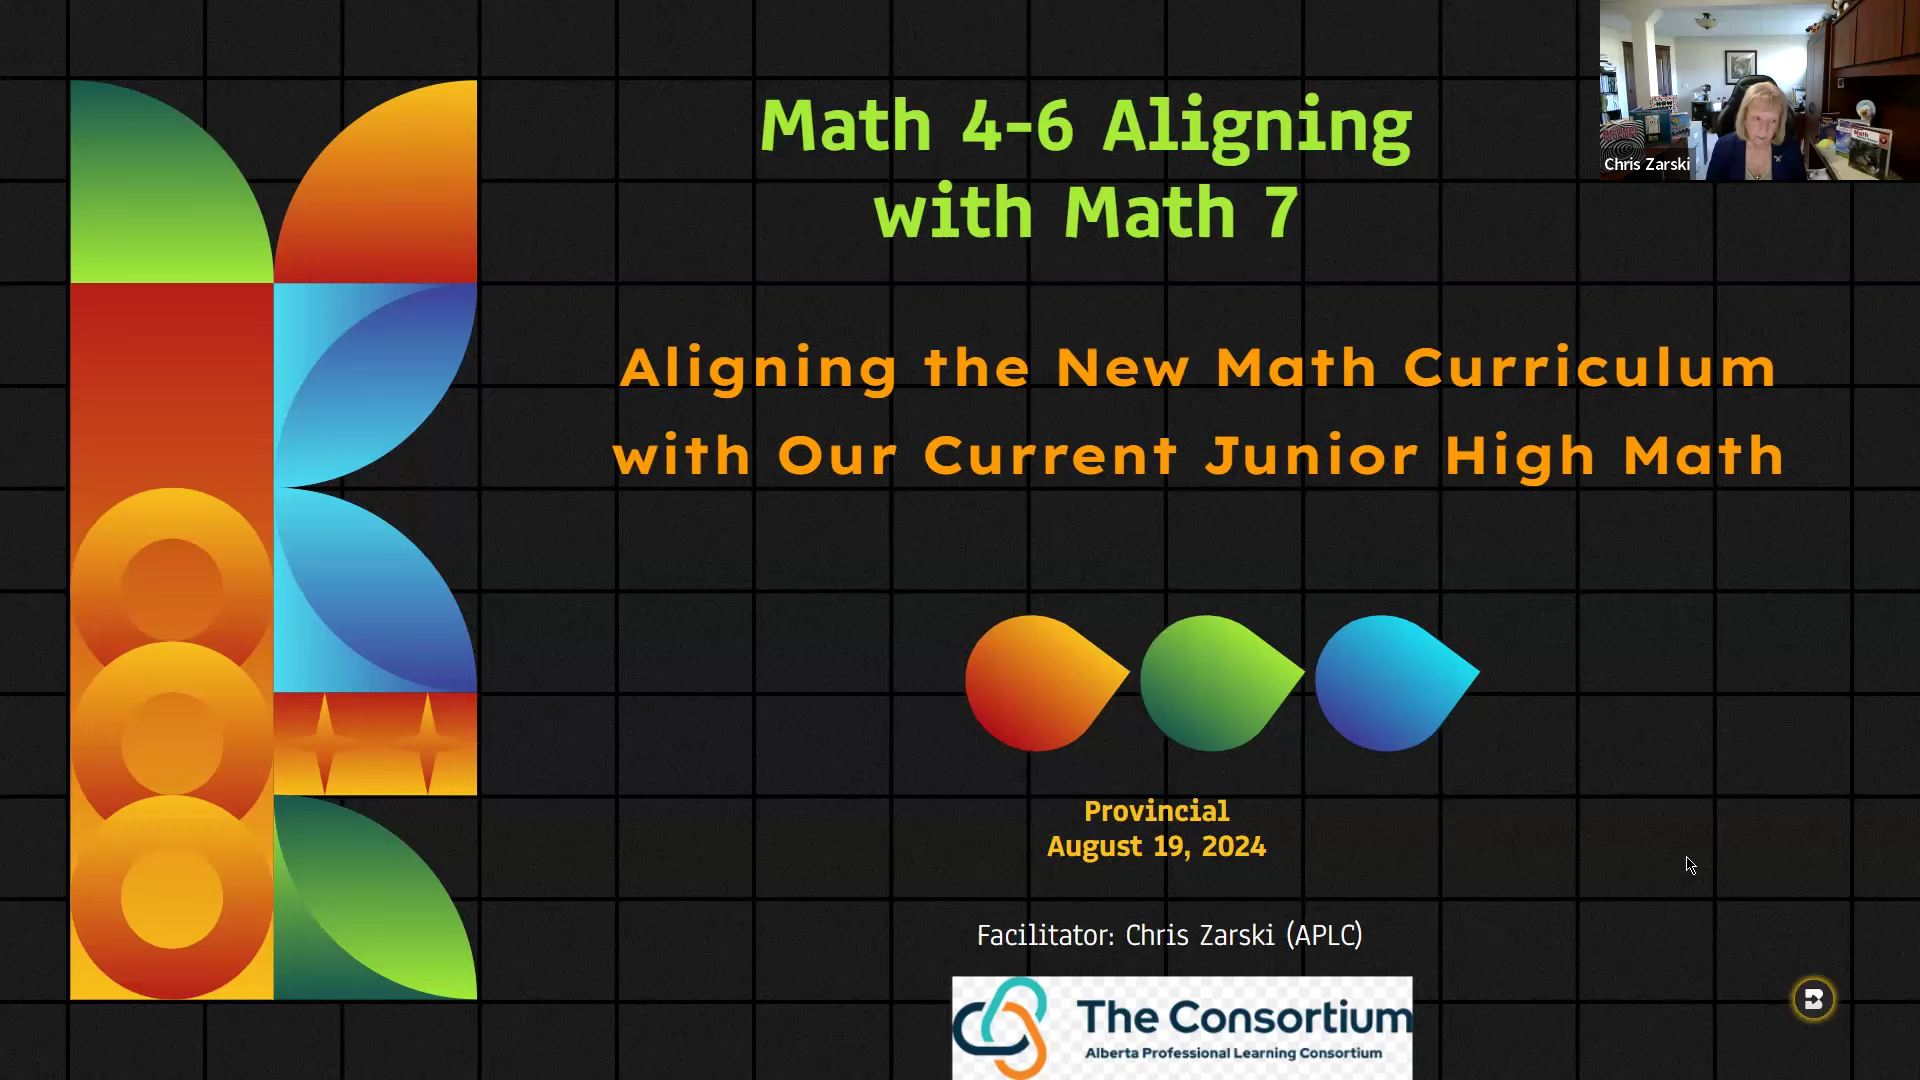 Math 4-6 Aligning
with Math 7
Chris Zarski
Aligning the New Math Curriculum
with Our Current Junior High Math
Provincial
August 19, 2024
Facilitator: Chris Zarski (APLC)
The Consortium
Alberta Professional Learning Consortium